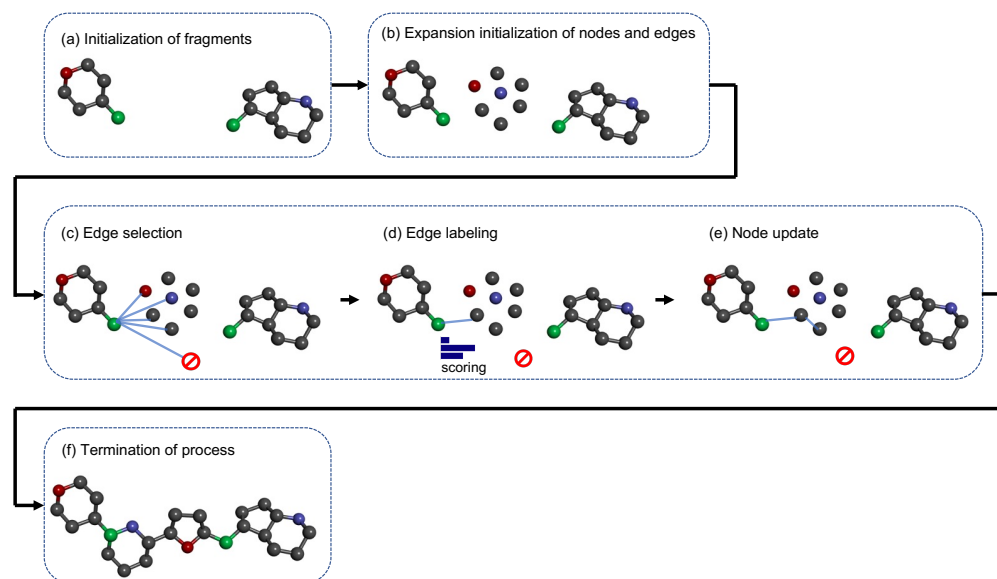 (a) Initialization of fragments
(b) Expansion initialization of nodes and edges
(c) Edge selection
(d) Edge labeling
(e) Node update
scoring
(f) Termination of process